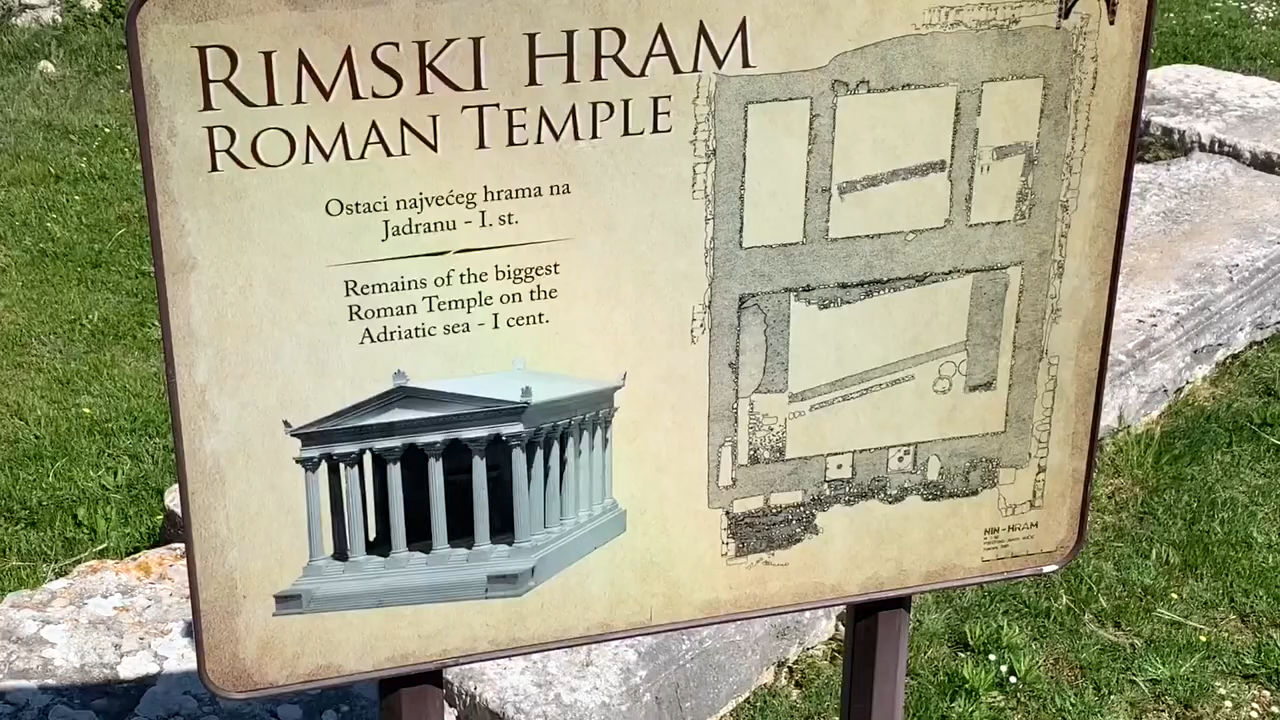 RIMSKI HRAM
ROMAN TEMPLE
Ostaci najvećeg hrama na
Jadranu - I. st.
Remains of the biggest
Roman Temple on the
Adriatic sea - I cent.
NIN - HRAM